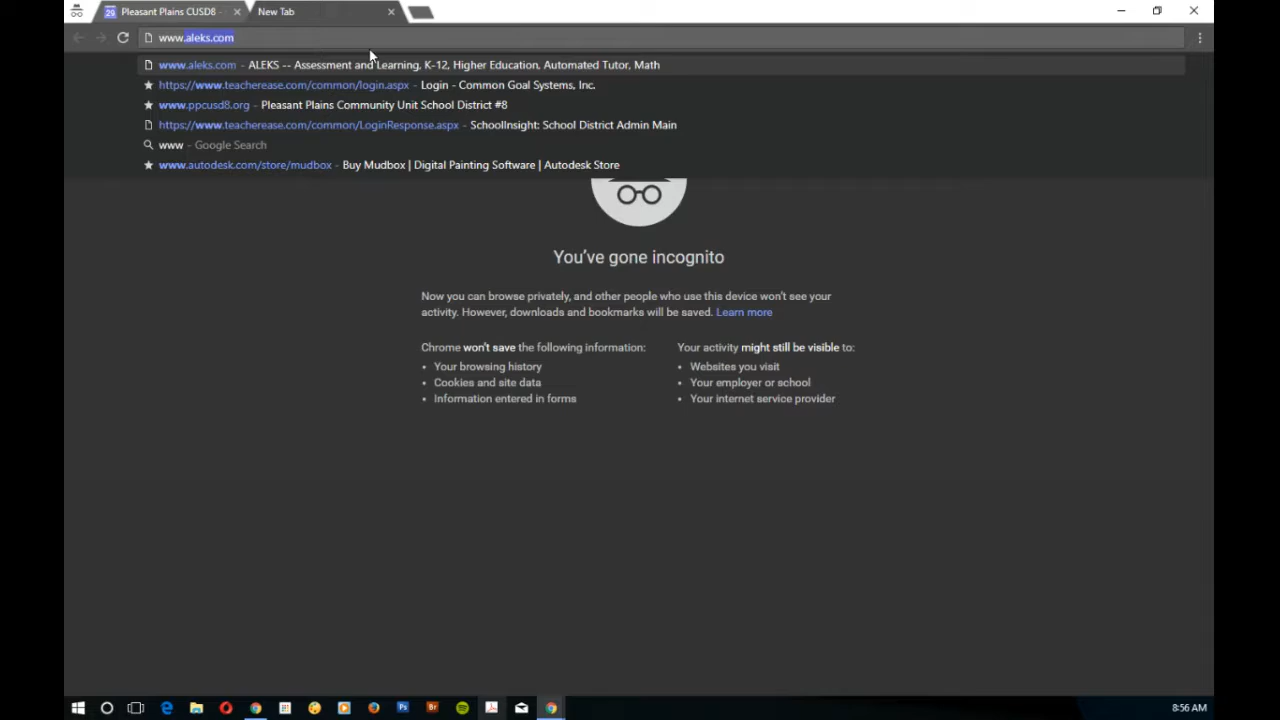 Pleasant Plains CUSD8 -
New Tab
www.aleks.com
www.aleks.com - ALEKS -- Assessment and Learning, K-12, Higher Education, Automated Tutor, Math
https://www.teacherease.com/common/login.aspx - Login - Common Goal Systems, Inc.
www.ppcusd8.org - Pleasant Plains Community Unit School District #8
https://www.teacherease.com/common/LoginResponse.aspx - SchoolInsight: School District Admin Main
www - Google Search
www.autodesk.com/store/mudbox - Buy Mudbox | Digital Painting Software | Autodesk Store
You've gone incognito
Now you can browse privately, and other people who use this device won't see your
activity. However, downloads and bookmarks will be saved. Learn more
Chrome won't save the following information:
• Your browsing history
• Cookies and site data
• Information entered in forms
Your activity might still be visible to:
• Websites you visit
• Your employer or school
• Your internet service provider
Ps
Br
8:56 AM